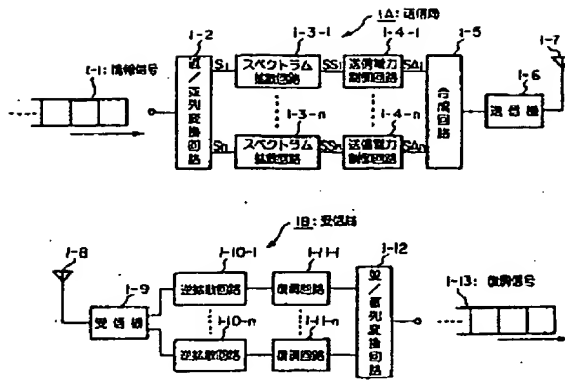 1A:送信局
1-1:情報信号
1-2
直/並列変換回路
S1
Sn
1-3-1
スペクトラム
拡散回路
1-3-n
スペクトラム
拡散回路
SS1
SSn
1-4-1
送信電力
制御回路
1-4-n
送信電力
制御回路
SA1
SAn
1-5
合成回路
1-6
送信機
1-7
1B:受信局
1-8
1-9
受信機
1-10-1
逆拡散回路
1-10-n
逆拡散回路
1-11-1
復調回路
1-11-n
復調回路
1-12
並/直列変換回路
1-13:復調信号